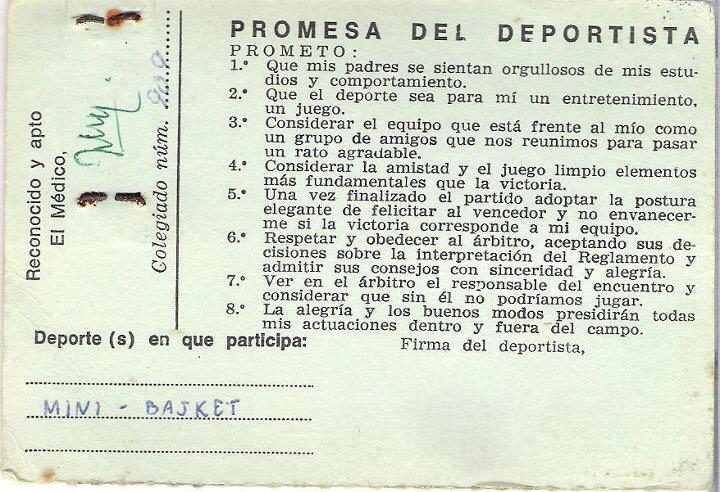 PROMESA DEL DEPORTISTA
PROMETO:
1.º Que mis padres se sientan orgullosos de mis estu-
dios y comportamiento.
2.º Que el deporte sea para mí un entretenimiento,
un juego.
3.º Considerar el equipo que está frente al mío como
un grupo de amigos que nos reunimos para pasar
un rato agradable.
4.º Considerar la amistad y el juego limpio elementos
más fundamentales que la victoria.
5.º Una vez finalizado el partido adoptar la postura
elegante de felicitar al vencedor y no envanecer-
me si la victoria corresponde a mi equipo.
6.º Respetar y obedecer al árbitro, aceptando sus de-
cisiones sobre la interpretación del Reglamento y
admitir sus consejos con sinceridad y alegría.
7.º Ver en el árbitro el responsable del encuentro y
considerar que sin él no podríamos jugar.
8.º La alegría y los buenos modos presidirán todas
mis actuaciones dentro y fuera del campo.
Firma del deportista,
Reconocido y apto
El Médico,
Colegiado núm.
Deporte (s) en que participa:
MINI - BASKET